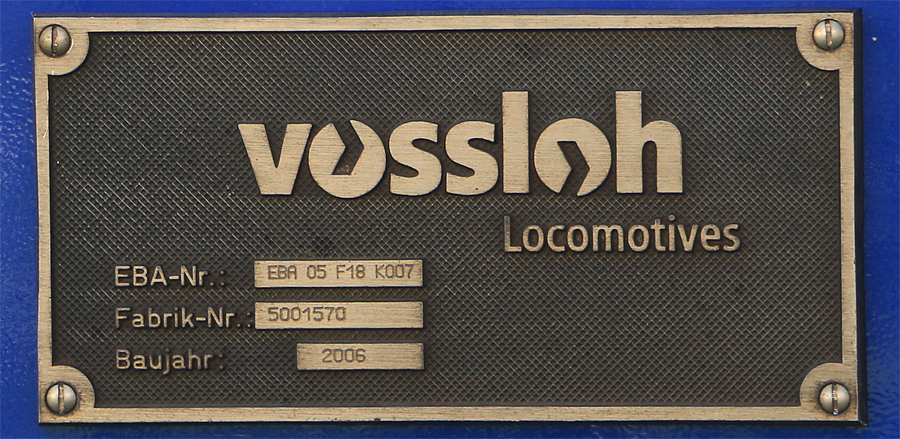 vossloh
Locomotives
EBA-Nr.: EBA 05 F18 K007
Fabrik-Nr.: 5001570
Baujahr: 2006